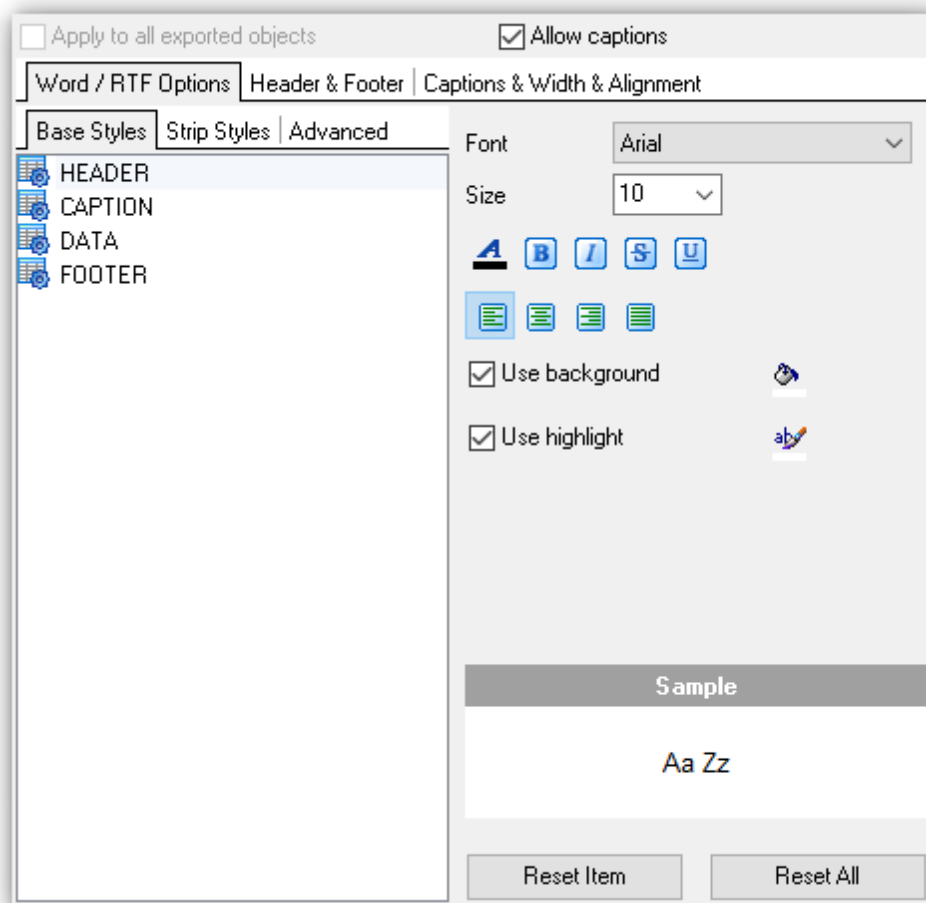 Apply to all exported objects
Allow captions
Word / RTF Options
Header & Footer
Captions & Width & Alignment
Base Styles
Strip Styles
Advanced
HEADER
CAPTION
DATA
FOOTER
Font
Arial
Size
10
A
B
I
S
U
Use background
Use highlight
ab
Sample
Aa Zz
Reset Item
Reset All